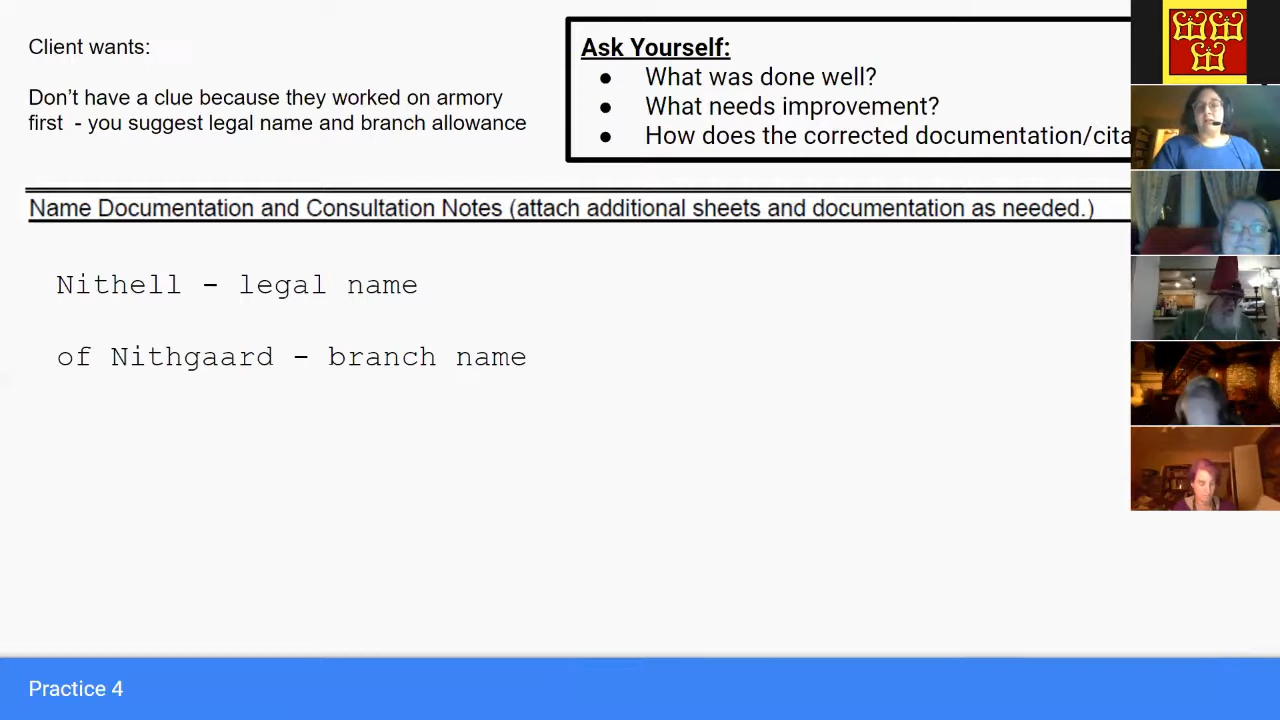 Client wants:
Don't have a clue because they worked on armory
first - you suggest legal name and branch allowance
Ask Yourself:
● What was done well?
● What needs improvement?
● How does the corrected documentation/cita
Name Documentation and Consultation Notes (attach additional sheets and documentation as needed.)
Nithell - legal name
of Nithgaard - branch name
Practice 4